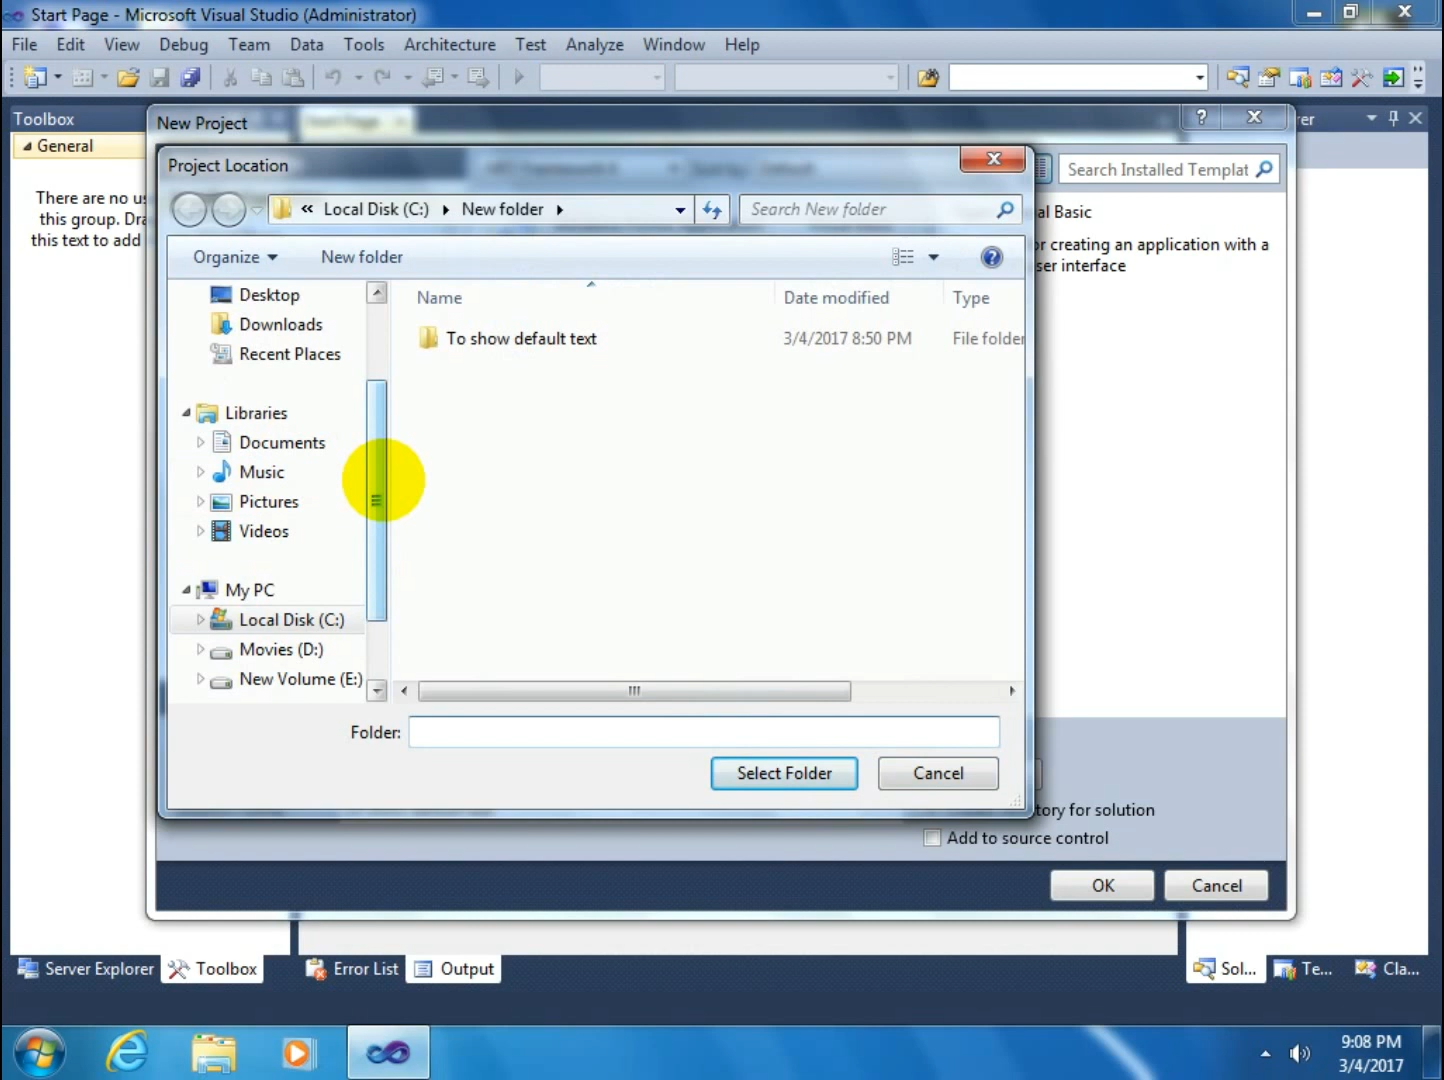 Start Page - Microsoft Visual Studio (Administrator)
File Edit View Debug Team Data Tools Architecture Test Analyze Window Help
Toolbox
New Project
rer
General
Project Location
Search Installed Templat
There are no us
this group. Dra
this text to add
« Local Disk (C:) New folder
Search New folder
al Basic
or creating an application with a
ser interface
Organize New folder
Name Date modified Type
Desktop
Downloads
Recent Places
To show default text 3/4/2017 8:50 PM File folder
Libraries
Documents
Music
Pictures
Videos
My PC
Local Disk (C:)
Movies (D:)
New Volume (E:)
Folder:
Select Folder Cancel
tory for solution
Add to source control
OK Cancel
Server Explorer Toolbox Error List Output Sol... Te... Cla...
9:08 PM
3/4/2017